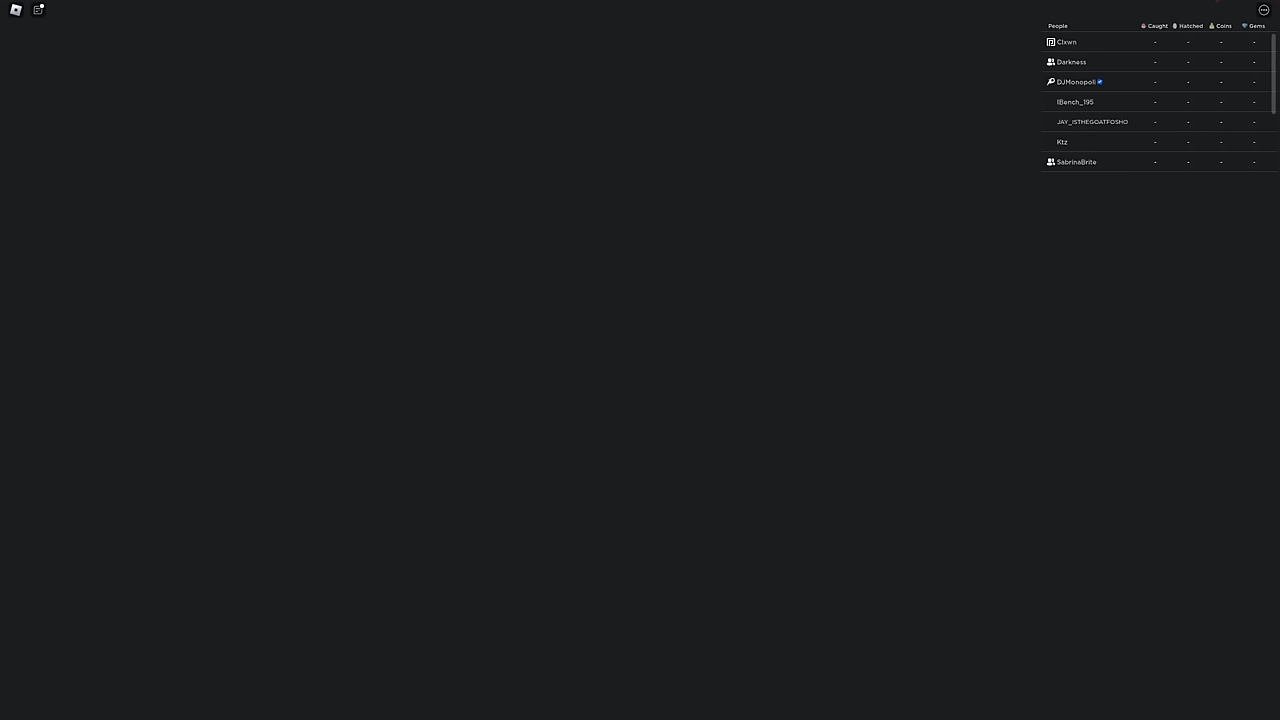 People Caught Hatched Coins Gems
Clxwn - - - -
Darkness - - - -
DJMonopoli - - - -
IBench_195 - - - -
JAY_ISTHEGOATFOSHO - - - -
Ktz - - - -
SabrinaBrite - - - -